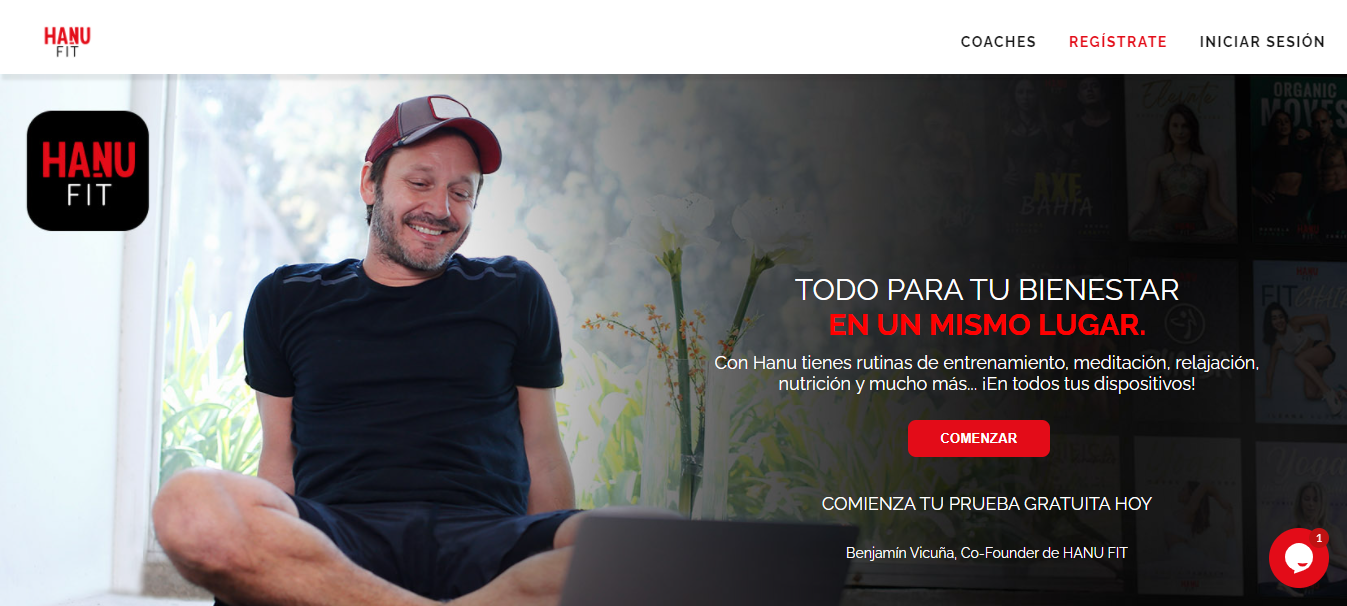 HANU
FIT
COACHES
REGÍSTRATE
INICIAR SESIÓN
HANU
FIT
Elevate
ORGANIC
MOVES
AXE
BAHIA
TODO PARA TU BIENESTAR
EN UN MISMO LUGAR.
Con Hanu tienes rutinas de entrenamiento, meditación, relajación,
nutrición y mucho más... ¡En todos tus dispositivos!
COMENZAR
COMIENZA TU PRUEBA GRATUITA HOY
Yoga
Benjamín Vicuña, Co-Founder de HANU FIT
1